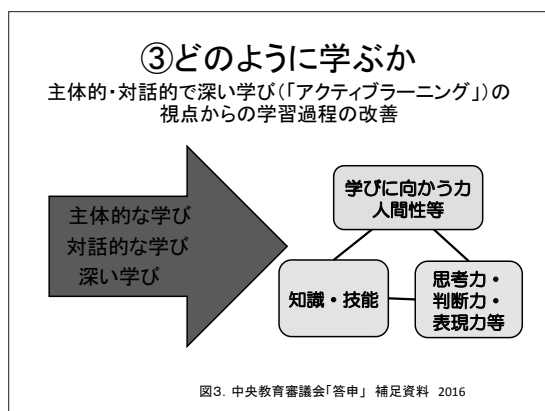 ③どのように学ぶか
主体的・対話的で深い学び(「アクティブラーニング」)の
視点からの学習過程の改善
主体的な学び
対話的な学び
深い学び
学びに向かう力
人間性等
知識・技能
思考力・
判断力・
表現力等
図3. 中央教育審議会「答申」 補足資料 2016